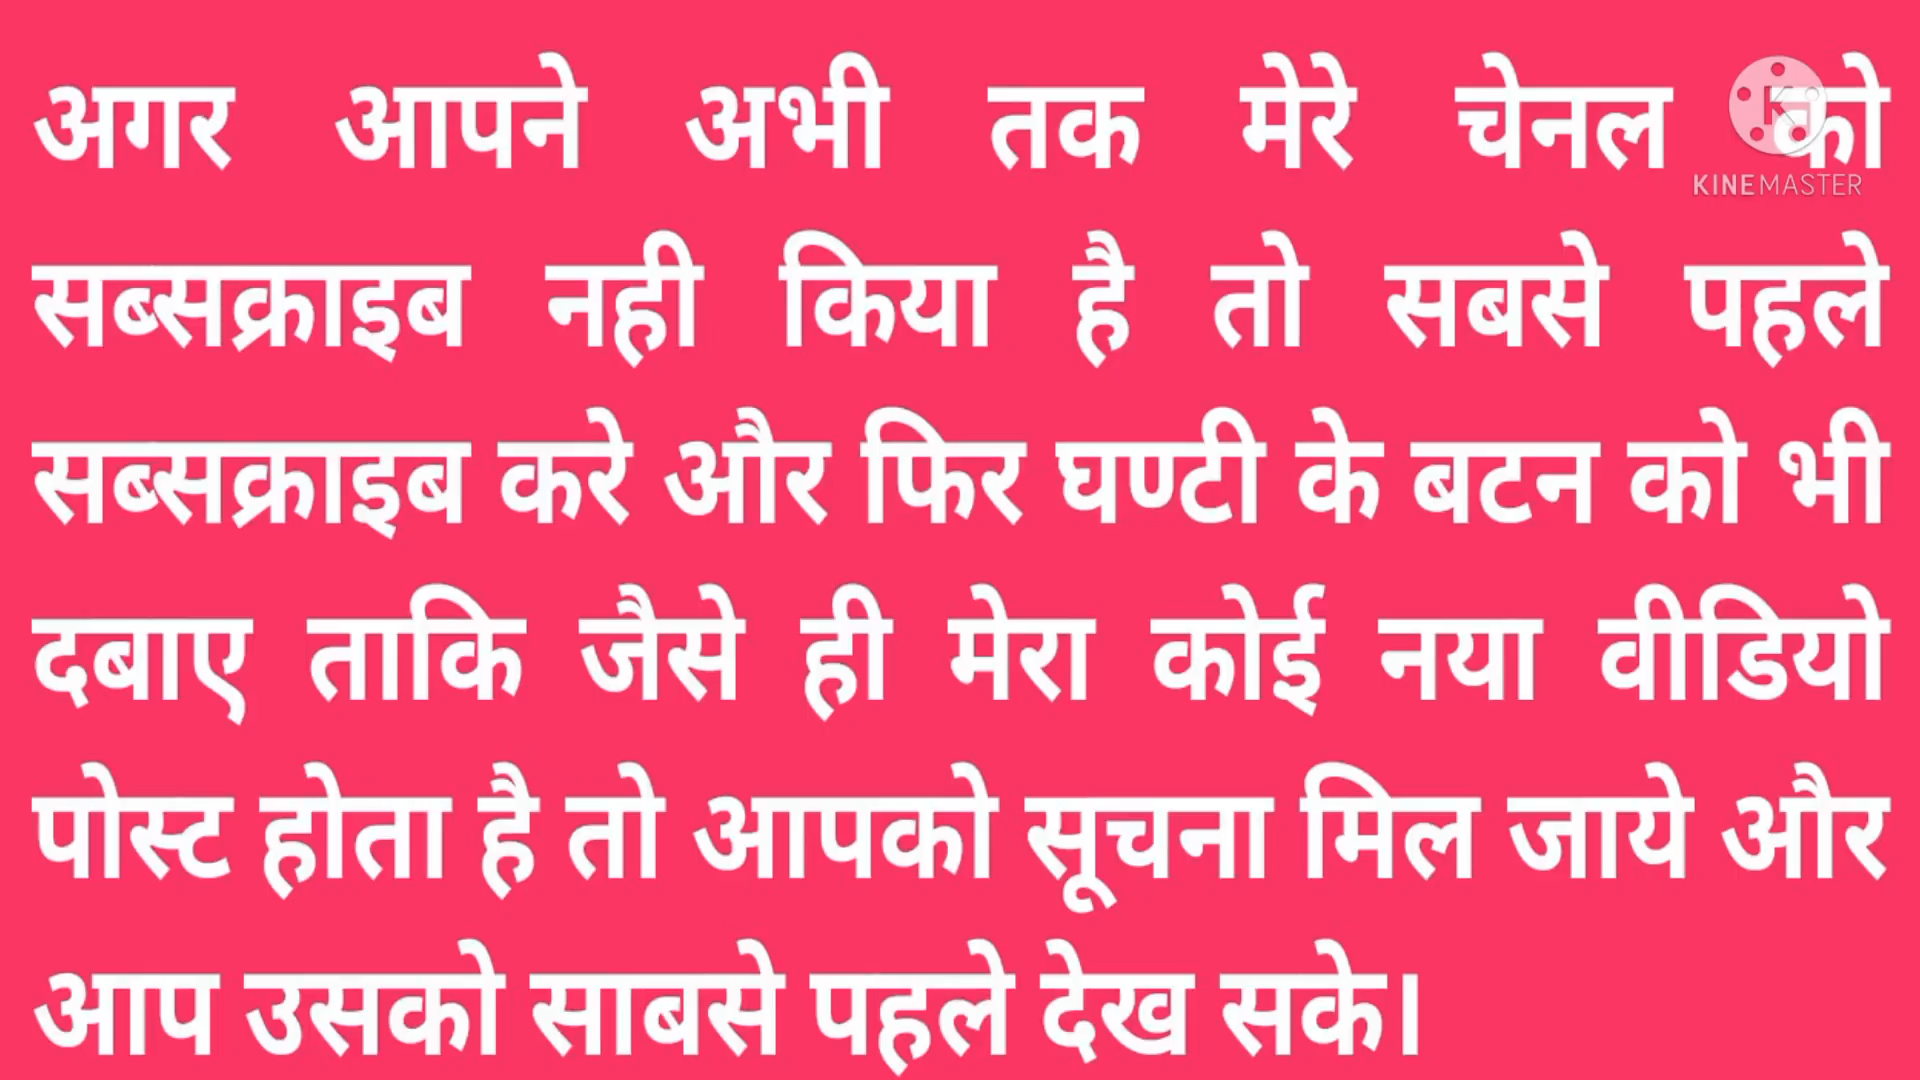 अगर आपने अभी तक मेरे चेनल को
KINEMASTER
सब्सक्राइब नही किया है तो सबसे पहले
सब्सक्राइब करे और फिर घण्टी के बटन को भी
दबाए ताकि जैसे ही मेरा कोई नया वीडियो
पोस्ट होता है तो आपको सूचना मिल जाये और
आप उसको साबसे पहले देख सके।